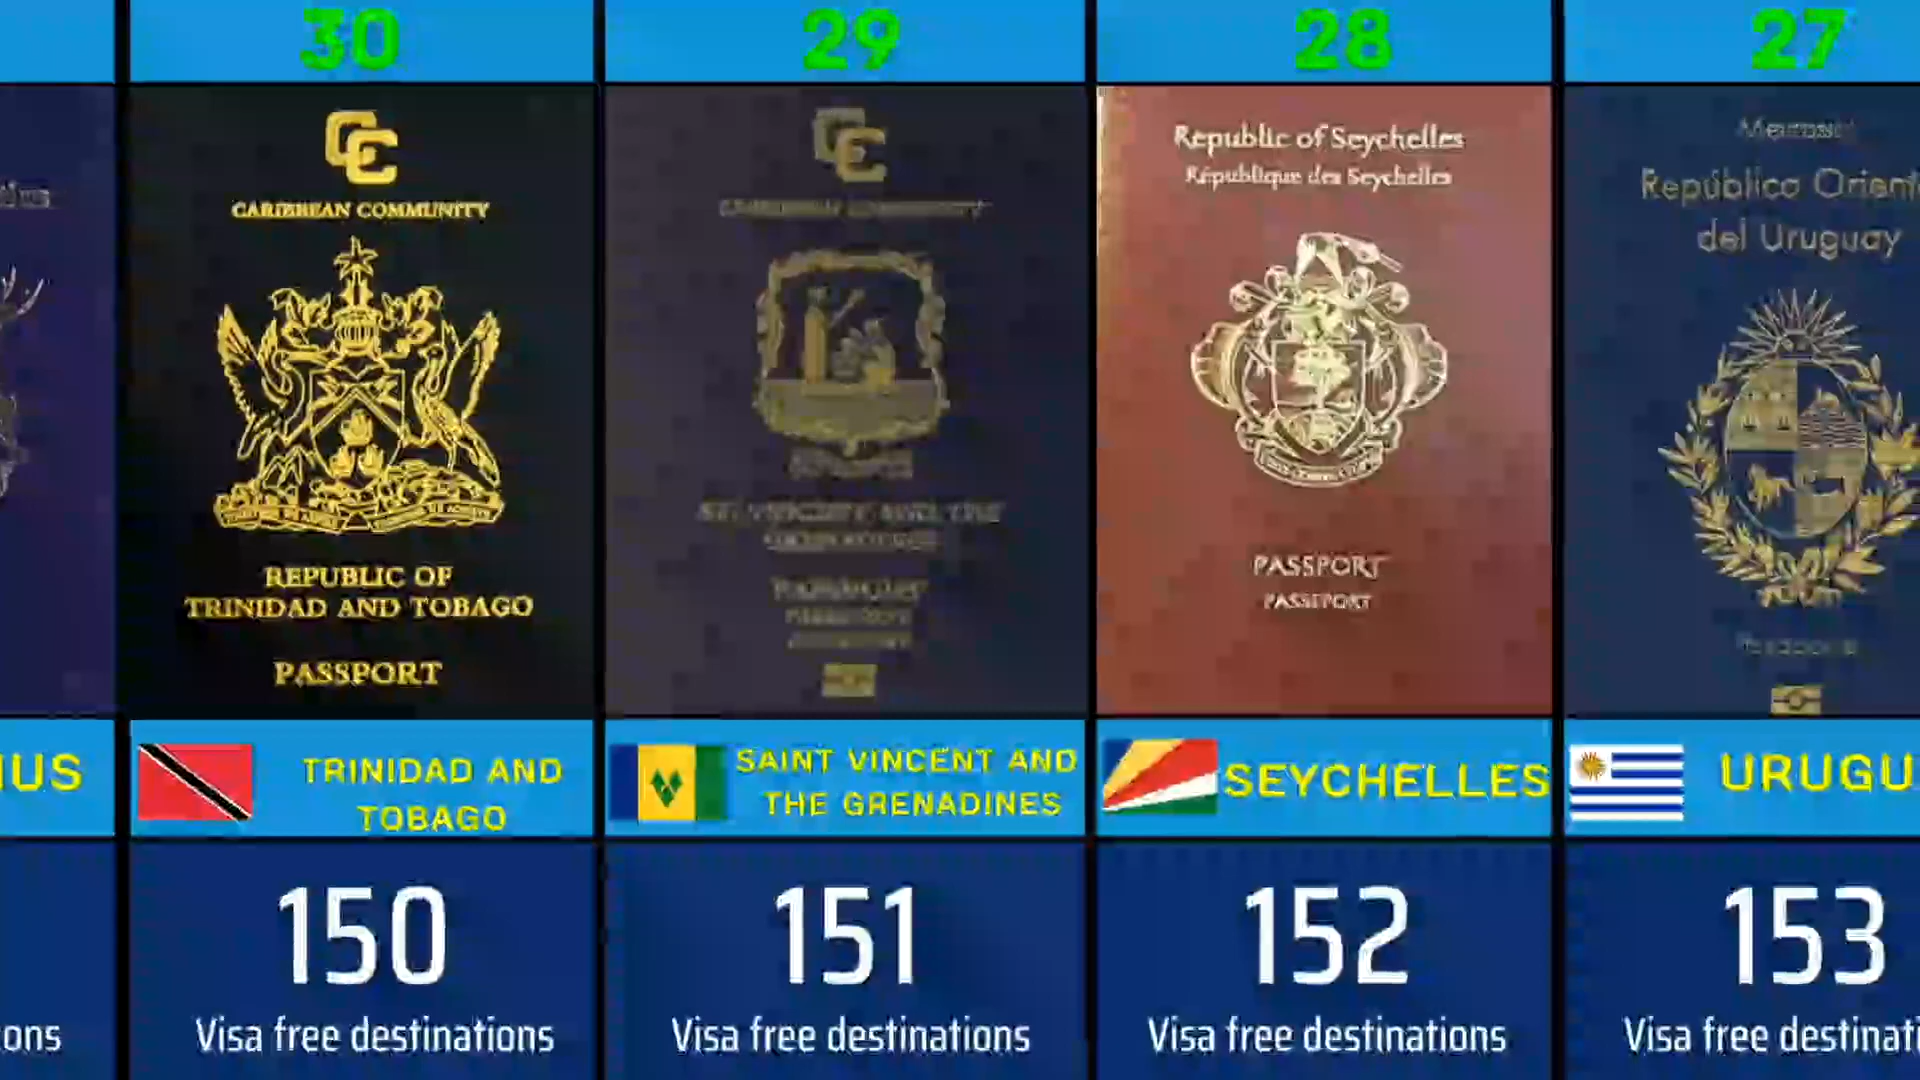 30
29
28
27
CARIBBEAN COMMUNITY
REPUBLIC OF
TRINIDAD AND TOBAGO
PASSPORT
CARIBBEAN COMMUNITY
Republic of Seychelles
République des Seychelles
PASSPORT
PASSEPORT
República Orient
del Uruguay
IUS
TRINIDAD AND
TOBAGO
SAINT VINCENT AND
THE GRENADINES
SEYCHELLES
URUGU
ons
150
Visa free destinations
151
Visa free destinations
152
Visa free destinations
153
Visa free destinati